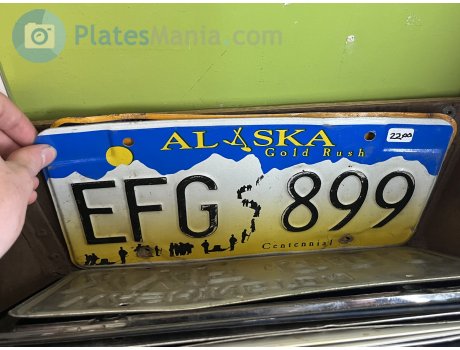 PlatesMania.com
ALASKA
22.00
Gold Rush
EFG 899
Centennial